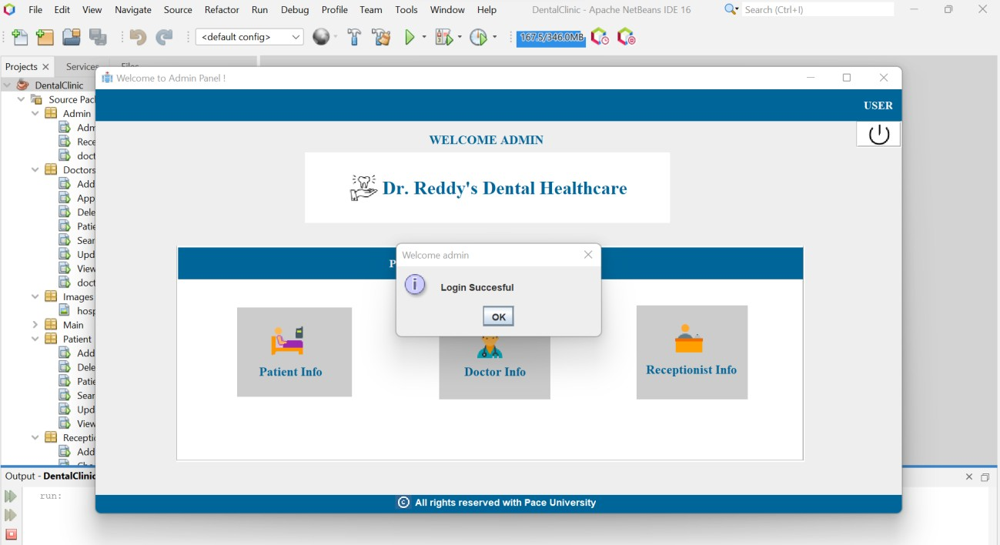 File Edit View Navigate Source Refactor Run Debug Profile Team Tools Window Help DentalClinic - Apache NetBeans IDE 16 Search (Ctrl+I)
<default config> 167.5/346.0MB
Projects Services Files
Welcome to Admin Panel !
DentalClinic
USER
Source Pac
Admin
Adm
Rece
doct
Doctors
Add
App
Dele
Patie
Sear
Upd
View
doct
Images
hosp
Main
Patient
Add
Dele
Patie
Sear
Upd
View
Recepti
Add
WELCOME ADMIN
Dr. Reddy's Dental Healthcare
P
Welcome admin
i
Login Succesful
OK
Patient Info
Doctor Info
Receptionist Info
© All rights reserved with Pace University
Output - DentalClinic
run: